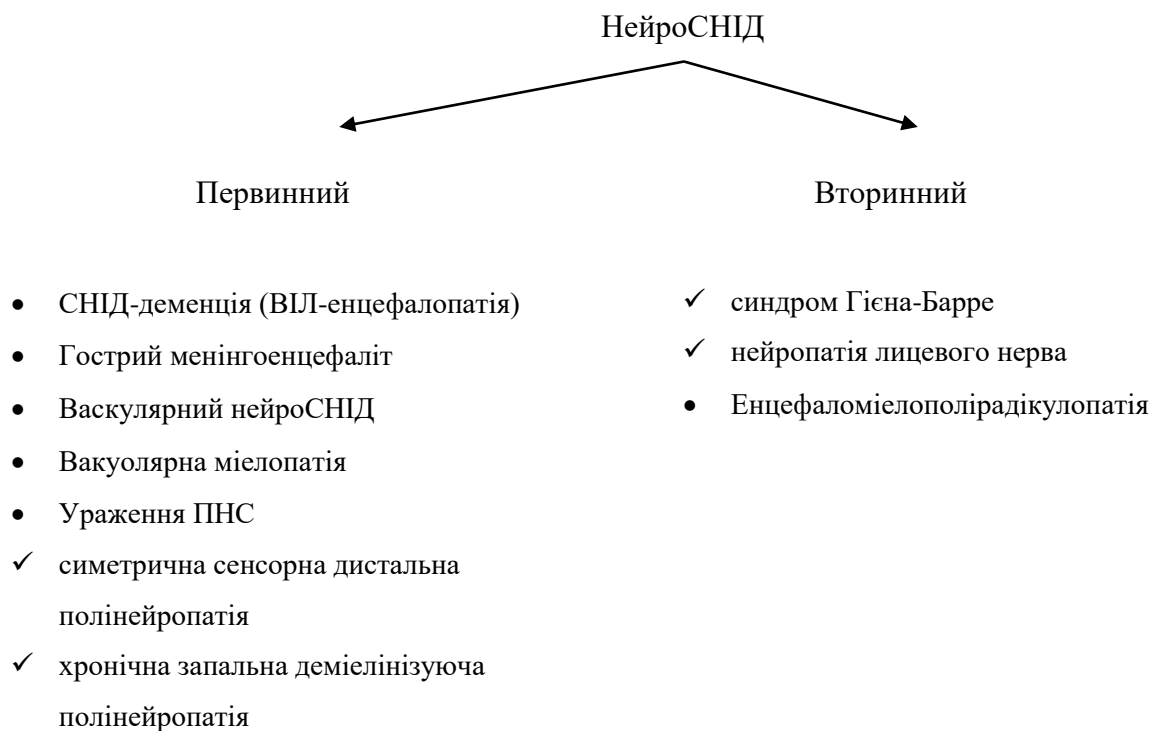 НейроСНІД
Первинний
Вторинний
• СНІД-деменція (ВІЛ-енцефалопатія)
• Гострий менінгоенцефаліт
• Васкулярний нейроСНІД
• Вакуолярна міелопатія
• Ураження ПНС
✓ симетрична сенсорна дистальна
полінейропатія
✓ хронічна запальна деміелінізуюча
полінейропатія
✓ синдром Гієна-Барре
✓ нейропатія лицевого нерва
• Енцефаломіелополірадікулопатія